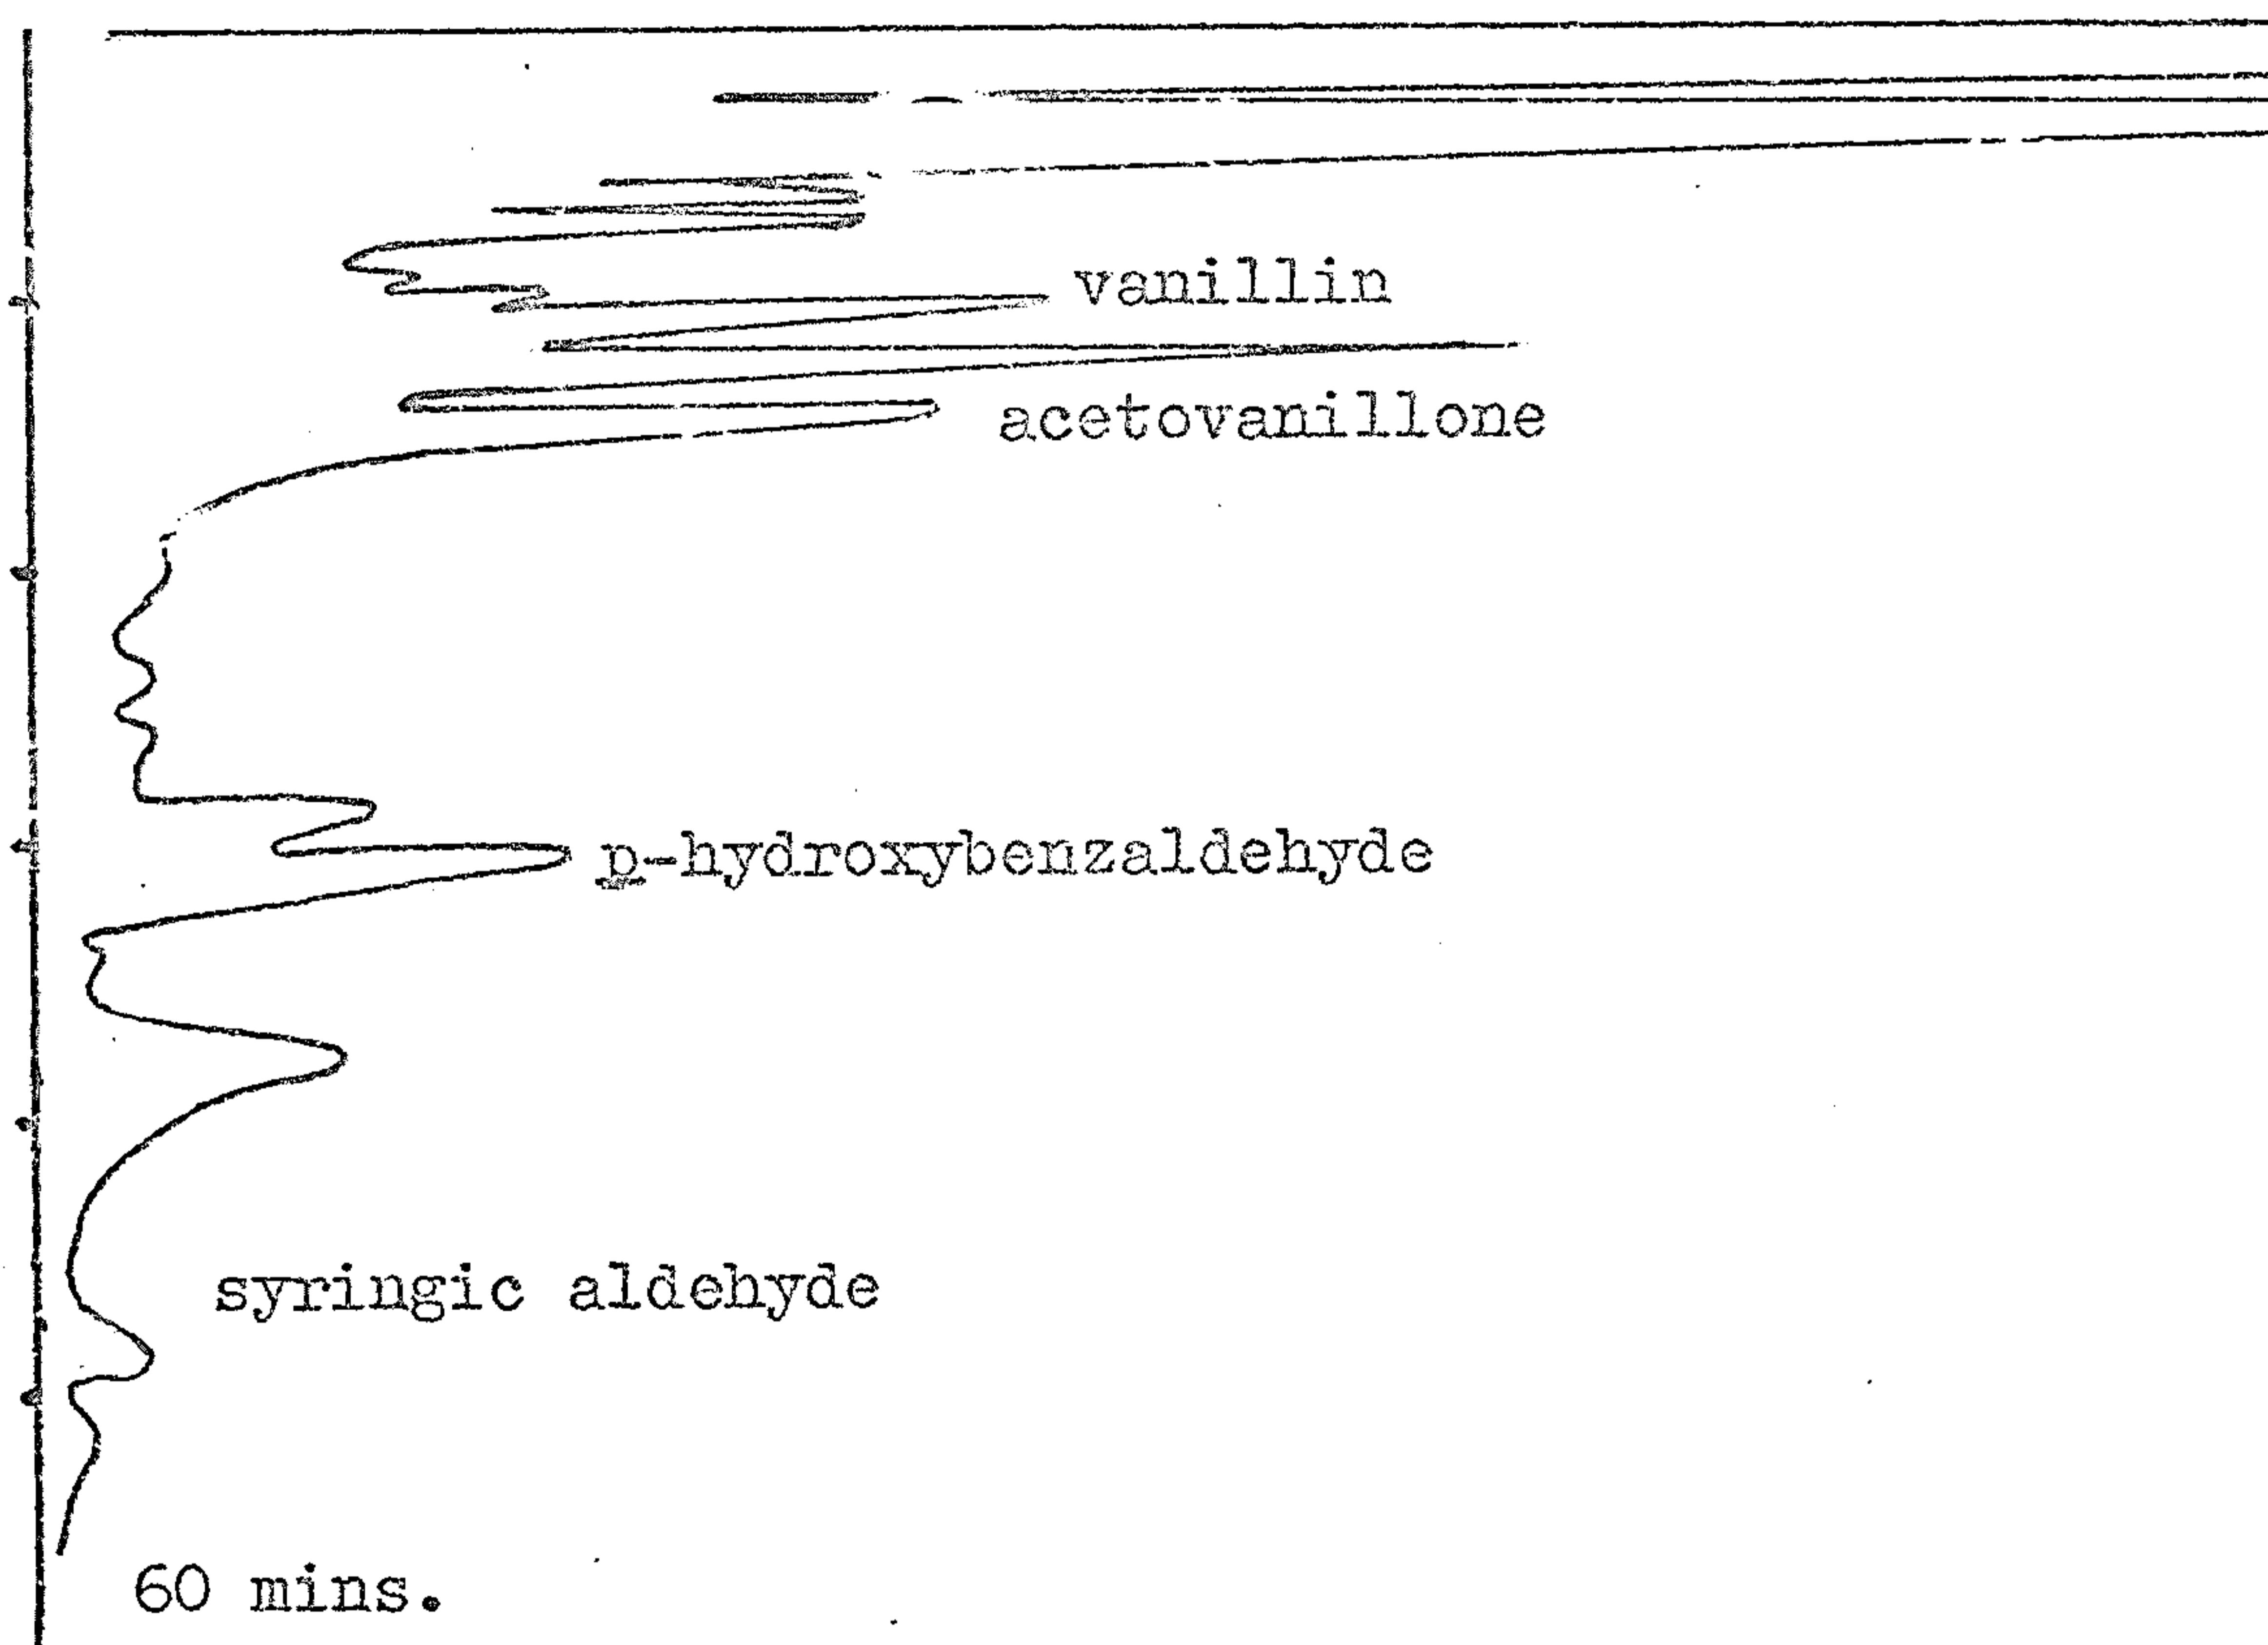 vanillin
acetovanillone
p-hydroxybenzaldehyde
syringic aldehyde
60 mins.